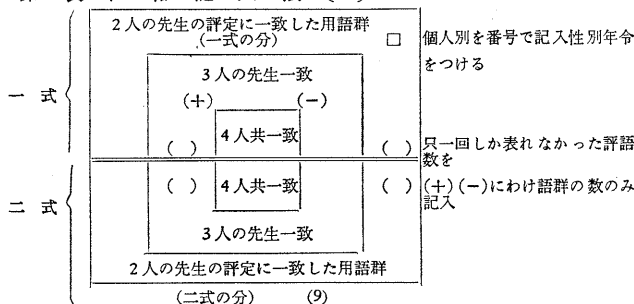 2人の先生の評定に一致した用語群
(一式の分) □
個人別を番号で記入性別年令
をつける
3人の先生一致
一 式
(+) (-)
4人共一致
( ) ( )
只一回しか表れなかった評語
数を
(+)(-)にわけ語群の数のみ
記入
二 式
( ) 4人共一致 ( )
3人の先生一致
2人の先生の評定に一致した用語群
(二式の分) (9)